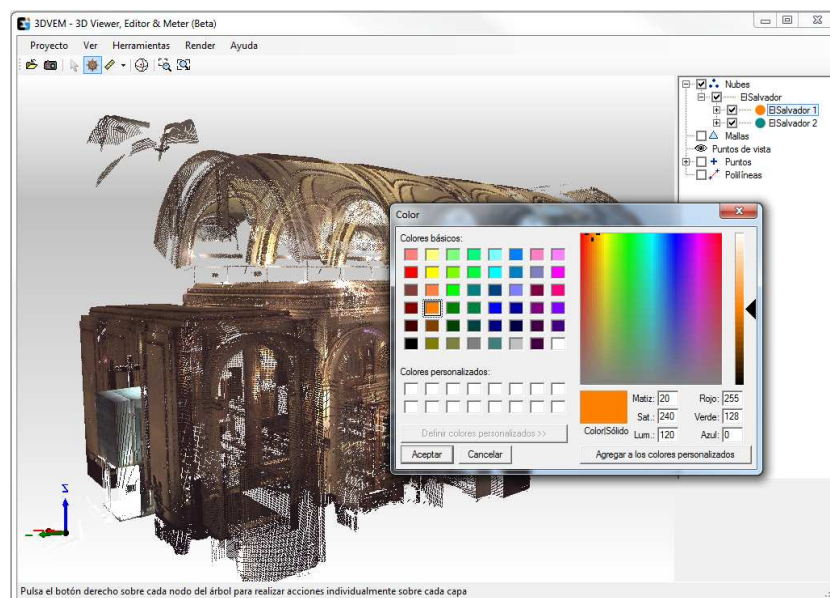 3DVEM - 3D Viewer, Editor & Meter (Beta)
Proyecto Ver Herramientas Render Ayuda
Nubes
ElSalvador
ElSalvador 1
ElSalvador 2
Mallas
Puntos de vista
Puntos
Polilíneas
Color
Colores básicos:
Colores personalizados:
Definir colores personalizados >>
Aceptar Cancelar
Color|Sólido
Matiz: 20 Rojo: 255
Sat.: 240 Verde: 128
Lum.: 120 Azul: 0
Agregar a los colores personalizados
Z
Pulsa el botón derecho sobre cada nodo del árbol para realizar acciones individualmente sobre cada capa